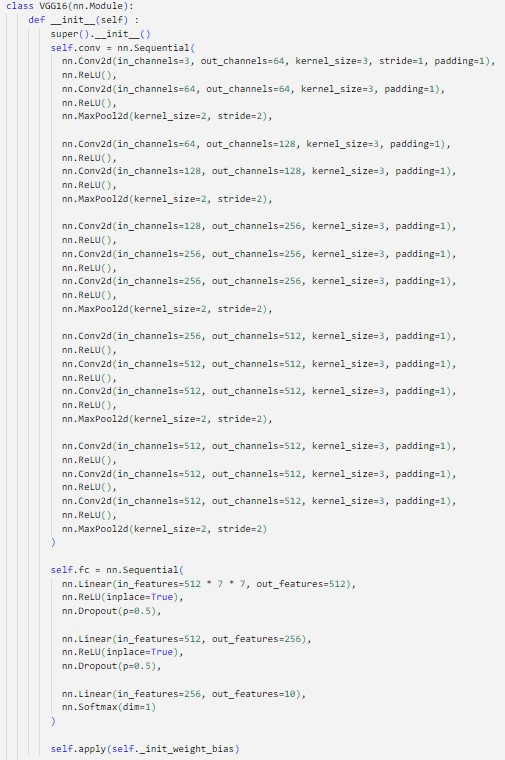 class VGG16(nn.Module):
    def __init__(self) :
        super().__init__()
        self.conv = nn.Sequential(
          nn.Conv2d(in_channels=3, out_channels=64, kernel_size=3, stride=1, padding=1),
          nn.ReLU(),
          nn.Conv2d(in_channels=64, out_channels=64, kernel_size=3, padding=1),
          nn.ReLU(),
          nn.MaxPool2d(kernel_size=2, stride=2),

          nn.Conv2d(in_channels=64, out_channels=128, kernel_size=3, padding=1),
          nn.ReLU(),
          nn.Conv2d(in_channels=128, out_channels=128, kernel_size=3, padding=1),
          nn.ReLU(),
          nn.MaxPool2d(kernel_size=2, stride=2),

          nn.Conv2d(in_channels=128, out_channels=256, kernel_size=3, padding=1),
          nn.ReLU(),
          nn.Conv2d(in_channels=256, out_channels=256, kernel_size=3, padding=1),
          nn.ReLU(),
          nn.Conv2d(in_channels=256, out_channels=256, kernel_size=3, padding=1),
          nn.ReLU(),
          nn.MaxPool2d(kernel_size=2, stride=2),

          nn.Conv2d(in_channels=256, out_channels=512, kernel_size=3, padding=1),
          nn.ReLU(),
          nn.Conv2d(in_channels=512, out_channels=512, kernel_size=3, padding=1),
          nn.ReLU(),
          nn.Conv2d(in_channels=512, out_channels=512, kernel_size=3, padding=1),
          nn.ReLU(),
          nn.MaxPool2d(kernel_size=2, stride=2),

          nn.Conv2d(in_channels=512, out_channels=512, kernel_size=3, padding=1),
          nn.ReLU(),
          nn.Conv2d(in_channels=512, out_channels=512, kernel_size=3, padding=1),
          nn.ReLU(),
          nn.Conv2d(in_channels=512, out_channels=512, kernel_size=3, padding=1),
          nn.ReLU(),
          nn.MaxPool2d(kernel_size=2, stride=2)
        )

        self.fc = nn.Sequential(
          nn.Linear(in_features=512 * 7 * 7, out_features=512),
          nn.ReLU(inplace=True),
          nn.Dropout(p=0.5),

          nn.Linear(in_features=512, out_features=256),
          nn.ReLU(inplace=True),
          nn.Dropout(p=0.5),

          nn.Linear(in_features=256, out_features=10),
          nn.Softmax(dim=1)
        )

        self.apply(self._init_weight_bias)